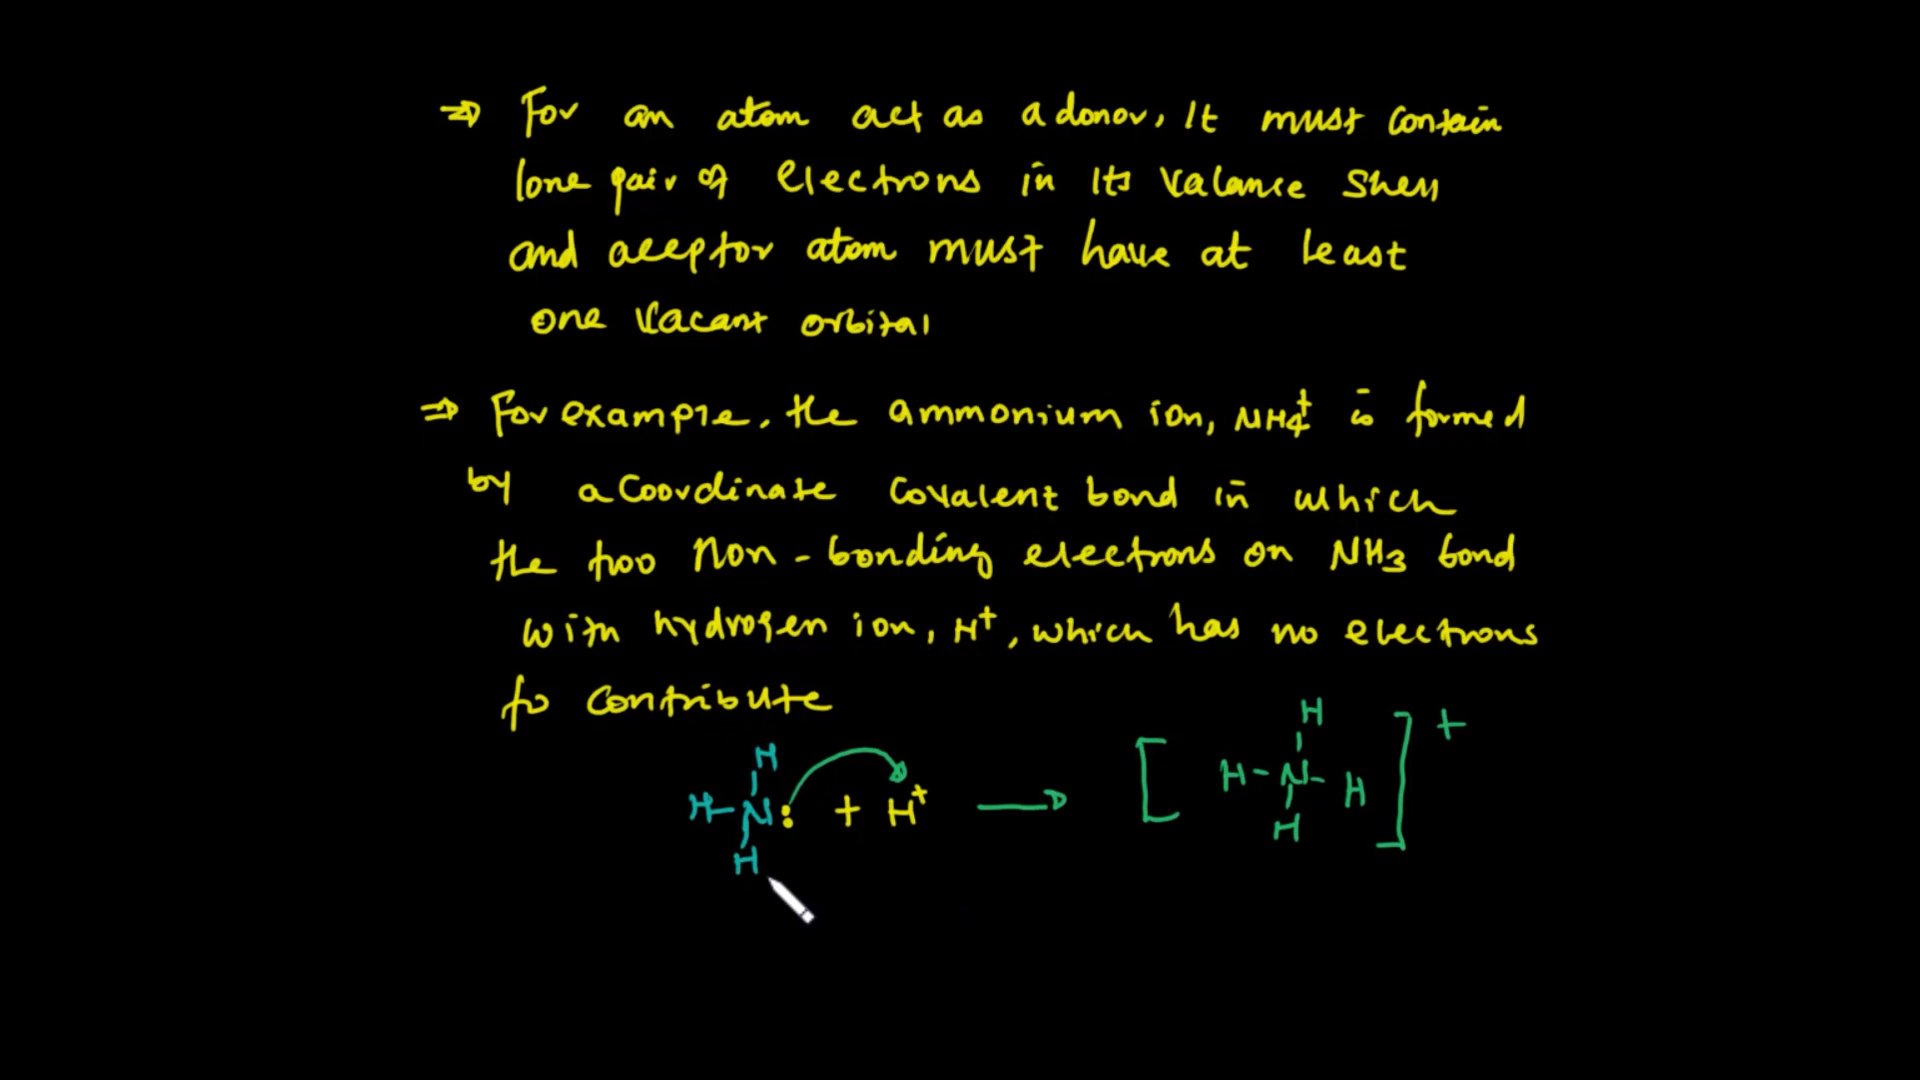 ⇒ For an atom act as a donor, It must contain
lone pair of electrons in Its valance shell
and acceptor atom must have at least
one vacant orbital
⇒ For example, the ammonium ion, NH4+ is formed
by a coordinate covalent bond in which
the two Non-bonding electrons on NH3 bond
with hydrogen ion, H+, which has no electrons
to contribute
H
H-N: + H+ → [H-N-H]+
H
H
H